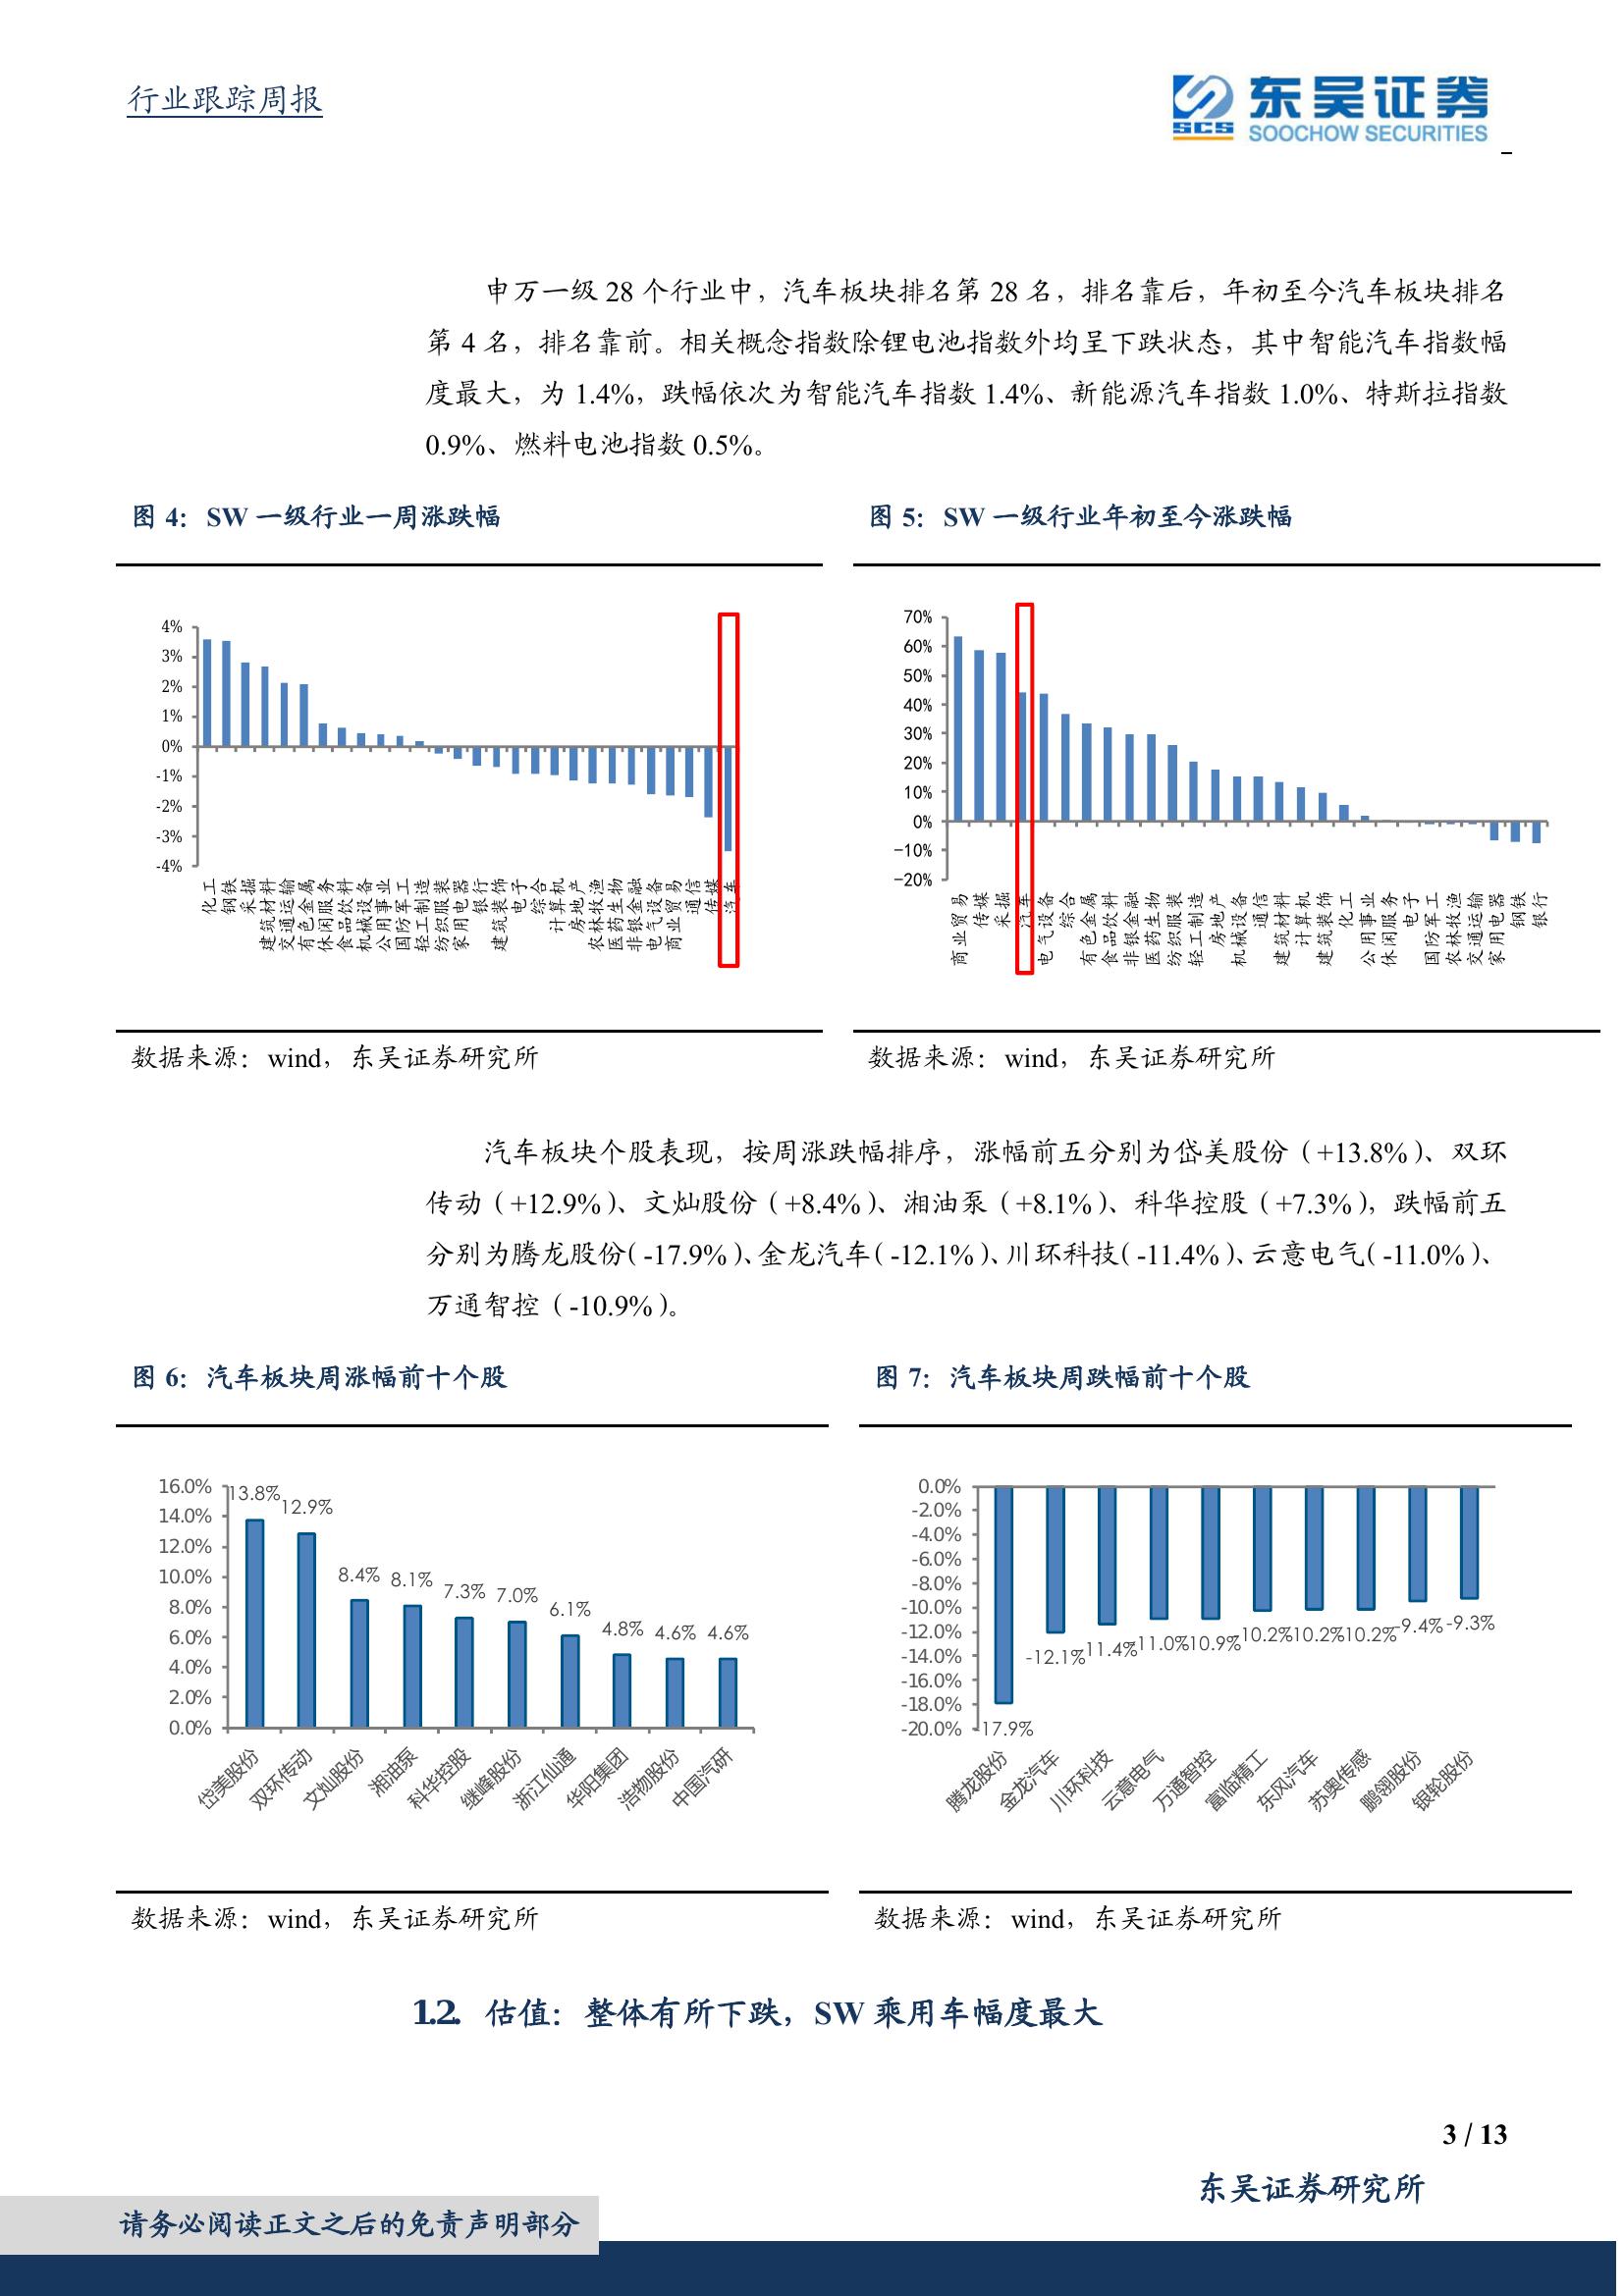 行业跟踪周报
东吴证券
SCS
SOOCHOW SECURITIES
申万一级 28 个行业中，汽车板块排名第 28 名，排名靠后，年初至今汽车板块排名
第 4 名，排名靠前。相关概念指数除锂电池指数外均呈下跌状态，其中智能汽车指数幅
度最大，为 1.4%，跌幅依次为智能汽车指数 1.4%、新能源汽车指数 1.0%、特斯拉指数
0.9%、燃料电池指数 0.5%。
图 4： SW 一级行业一周涨跌幅
4%
3%
2%
1%
0%
-1%
-2%
-3%
-4%
化工
钢铁
采掘
建筑材料
交通运输
有色金属
休闲服务
食品饮料
机械设备
公用事业
国防军工
轻工制造
纺织服装
家用电器
银行
建筑装饰
电子
综合
计算机
房地产
农林牧渔
医药生物
非银金融
电气设备
商业贸易
通信
传媒
汽车
数据来源：wind，东吴证券研究所
图 5： SW 一级行业年初至今涨跌幅
70%
60%
50%
40%
30%
20%
10%
0%
-10%
-20%
商业贸易
传媒
采掘
汽车
电气设备
综合
有色金属
食品饮料
非银金融
医药生物
纺织服装
轻工制造
房地产
机械设备
通信
建筑材料
计算机
建筑装饰
化工
公用事业
休闲服务
电子
国防军工
农林牧渔
交通运输
家用电器
钢铁
银行
数据来源：wind，东吴证券研究所
汽车板块个股表现，按周涨跌幅排序，涨幅前五分别为岱美股份（+13.8%）、双环
传动（+12.9%）、文灿股份（+8.4%）、湘油泵（+8.1%）、科华控股（+7.3%），跌幅前五
分别为腾龙股份（-17.9%）、金龙汽车（-12.1%）、川环科技（-11.4%）、云意电气（-11.0%）、
万通智控（-10.9%）。
图 6： 汽车板块周涨幅前十个股
16.0%
14.0%
12.0%
10.0%
8.0%
6.0%
4.0%
2.0%
0.0%
13.8%
12.9%
8.4%
8.1%
7.3%
7.0%
6.1%
4.8%
4.6%
4.6%
岱美股份
双环传动
文灿股份
湘油泵
科华控股
继峰股份
浙江仙通
华阳集团
浩物股份
中国汽研
数据来源：wind，东吴证券研究所
图 7： 汽车板块周跌幅前十个股
0.0%
-2.0%
-4.0%
-6.0%
-8.0%
-10.0%
-12.0%
-14.0%
-16.0%
-18.0%
-20.0%
-17.9%
-12.1%
-11.4%
-11.0%
-10.9%
-10.2%
-10.2%
-10.2%
-9.4%
-9.3%
腾龙股份
金龙汽车
川环科技
云意电气
万通智控
富临精工
东风汽车
苏奥传感
鹏翎股份
银轮股份
数据来源：wind，东吴证券研究所
1.2. 估值：整体有所下跌，SW 乘用车幅度最大
3 / 13
东吴证券研究所
请务必阅读正文之后的免责声明部分